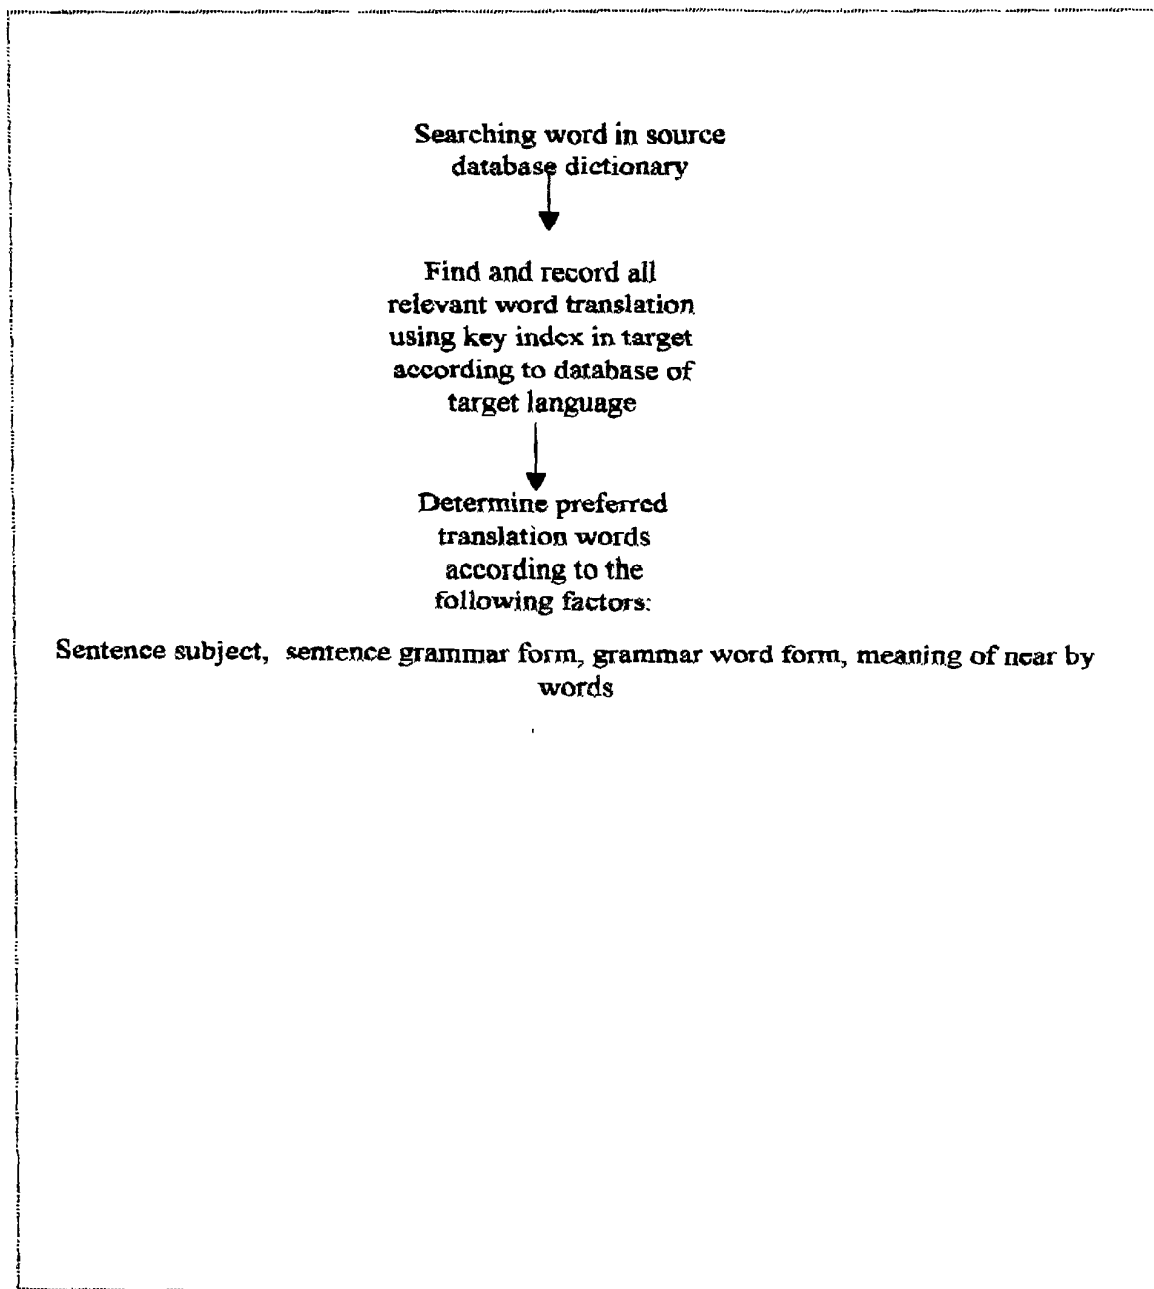 Searching word in source
database dictionary
Find and record all
relevant word translation
using key index in target
according to database of
target language
Determine preferred
translation words
according to the
following factors:
Sentence subject, sentence grammar form, grammar word form, meaning of near by
words